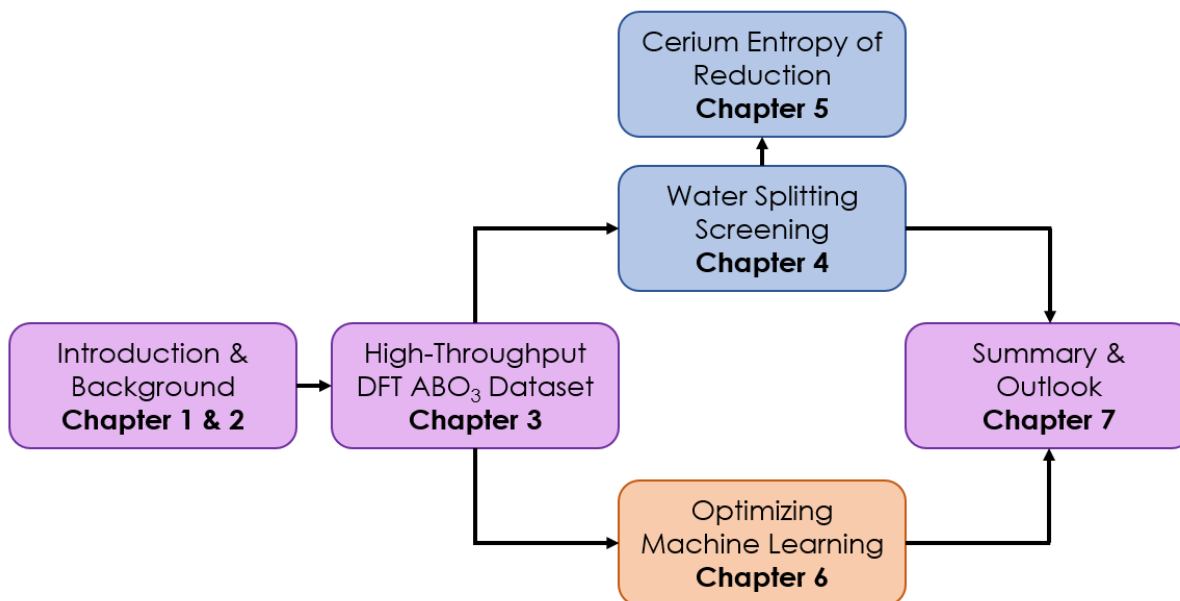 Cerium Entropy of
Reduction
Chapter 5
Water Splitting
Screening
Chapter 4
Introduction &
Background
Chapter 1 & 2
High-Throughput
DFT ABO₃ Dataset
Chapter 3
Summary &
Outlook
Chapter 7
Optimizing
Machine Learning
Chapter 6